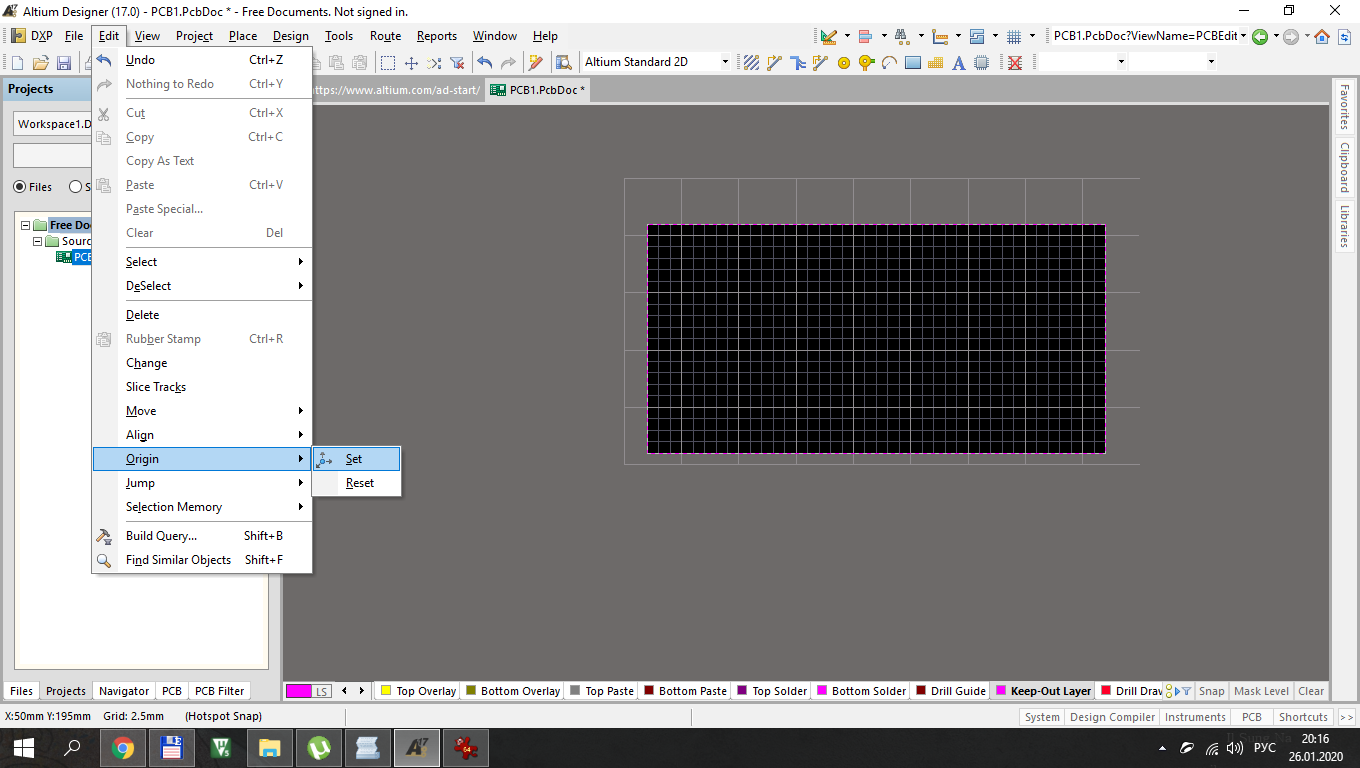 Altium Designer (17.0) - PCB1.PcbDoc * - Free Documents. Not signed in.
DXP File Edit View Project Place Design Tools Route Reports Window Help PCB1.PcbDoc?ViewName=PCBEdit
Altium Standard 2D
Projects
ttps://www.altium.com/ad-start/ PCB1.PcbDoc *
Workspace1.D
Files S
Free Doc
Sourc
PCB
Undo Ctrl+Z
Nothing to Redo Ctrl+Y
Cut Ctrl+X
Copy Ctrl+C
Copy As Text
Paste Ctrl+V
Paste Special...
Clear Del
Select
DeSelect
Delete
Rubber Stamp Ctrl+R
Change
Slice Tracks
Move
Align
Origin Set
Jump Reset
Selection Memory
Build Query... Shift+B
Find Similar Objects Shift+F
Favorites
Clipboard
Libraries
Files Projects Navigator PCB PCB Filter
LS Top Overlay Bottom Overlay Top Paste Bottom Paste Top Solder Bottom Solder Drill Guide Keep-Out Layer Drill Draw Snap Mask Level Clear
X:50mm Y:195mm Grid: 2.5mm (Hotspot Snap)
System Design Compiler Instruments PCB Shortcuts >>
РУС 20:16
26.01.2020